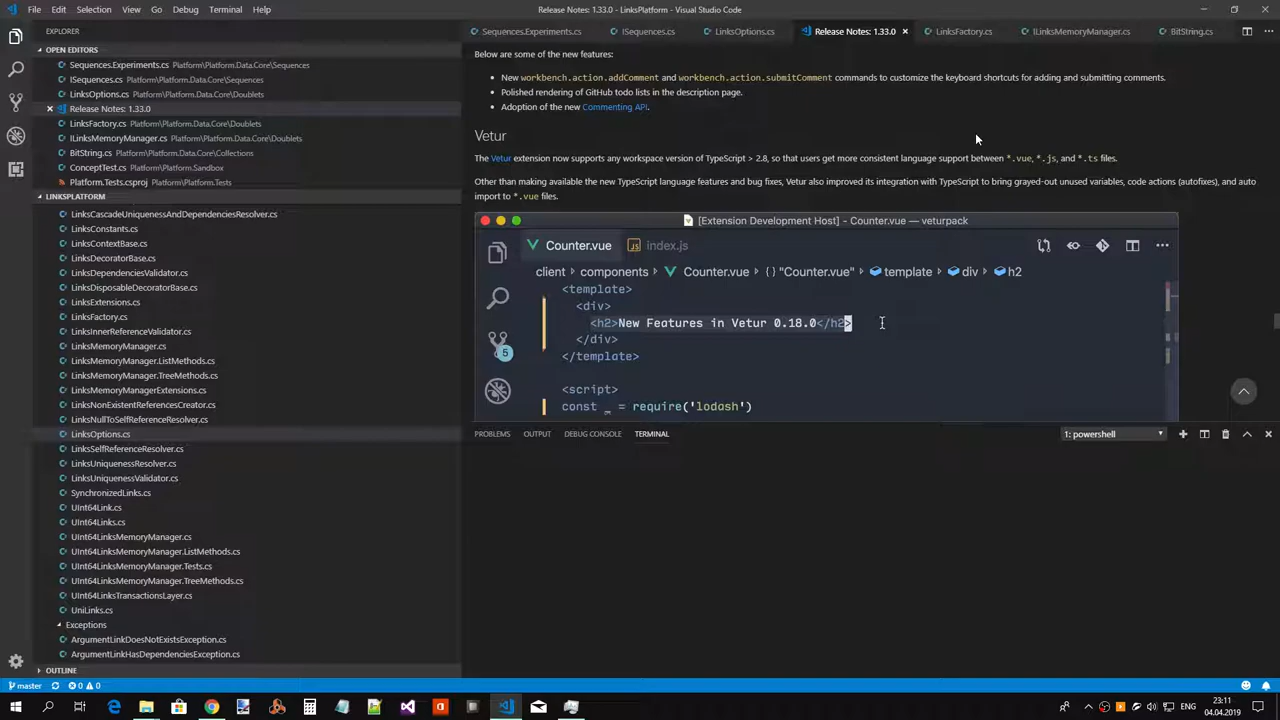 File Edit Selection View Go Debug Terminal Help
Release Notes: 1.33.0 - LinksPlatform - Visual Studio Code
EXPLORER
Sequences.Experiments.cs ISequences.cs LinksOptions.cs Release Notes: 1.33.0 LinksFactory.cs ILinksMemoryManager.cs BitString.cs
OPEN EDITORS
Sequences.Experiments.cs Platform\Platform.Data.Core\Sequences
ISequences.cs Platform\Platform.Data.Core\Sequences
LinksOptions.cs Platform\Platform.Data.Core\Doublets
Release Notes: 1.33.0
LinksFactory.cs Platform\Platform.Data.Core\Doublets
ILinksMemoryManager.cs Platform\Platform.Data.Core\Doublets
BitString.cs Platform\Platform.Data.Core\Collections
ConceptTest.cs Platform\Platform.Sandbox
Platform.Tests.csproj Platform\Platform.Tests
LINKSPLATFORM
LinksCascadeUniquenessAndDependenciesResolver.cs
LinksConstants.cs
LinksContextBase.cs
LinksDecoratorBase.cs
LinksDependenciesValidator.cs
LinksDisposableDecoratorBase.cs
LinksExtensions.cs
LinksFactory.cs
LinksInnerReferenceValidator.cs
LinksMemoryManager.cs
LinksMemoryManager.ListMethods.cs
LinksMemoryManager.TreeMethods.cs
LinksMemoryManagerExtensions.cs
LinksNonExistentReferencesCreator.cs
LinksNullToSelfReferenceResolver.cs
LinksOptions.cs
LinksSelfReferenceResolver.cs
LinksUniquenessResolver.cs
LinksUniquenessValidator.cs
SynchronizedLinks.cs
UInt64Link.cs
UInt64Links.cs
UInt64LinksMemoryManager.cs
UInt64LinksMemoryManager.ListMethods.cs
UInt64LinksMemoryManager.Tests.cs
UInt64LinksMemoryManager.TreeMethods.cs
UInt64LinksTransactionsLayer.cs
UniLinks.cs
Exceptions
ArgumentLinkDoesNotExistsException.cs
ArgumentLinkHasDependenciesException.cs
OUTLINE
Below are some of the new features:
New workbench.action.addComment and workbench.action.submitComment commands to customize the keyboard shortcuts for adding and submitting comments.
Polished rendering of GitHub todo lists in the description page.
Adoption of the new Commenting API.
Vetur
The Vetur extension now supports any workspace version of TypeScript > 2.8, so that users get more consistent language support between *.vue, *.js, and *.ts files.
Other than making available the new TypeScript language features and bug fixes, Vetur also improved its integration with TypeScript to bring grayed-out unused variables, code actions (autofixes), and auto
import to *.vue files.
[Extension Development Host] - Counter.vue — veturpack
Counter.vue index.js
client › components › Counter.vue › {} "Counter.vue" › template › div › h2
<template>
<div>
<h2>New Features in Vetur 0.18.0</h2>
</div>
</template>
<script>
const _ = require('lodash')
5
PROBLEMS OUTPUT DEBUG CONSOLE TERMINAL
1: powershell
master 0 0
ENG
23:11
04.04.2019